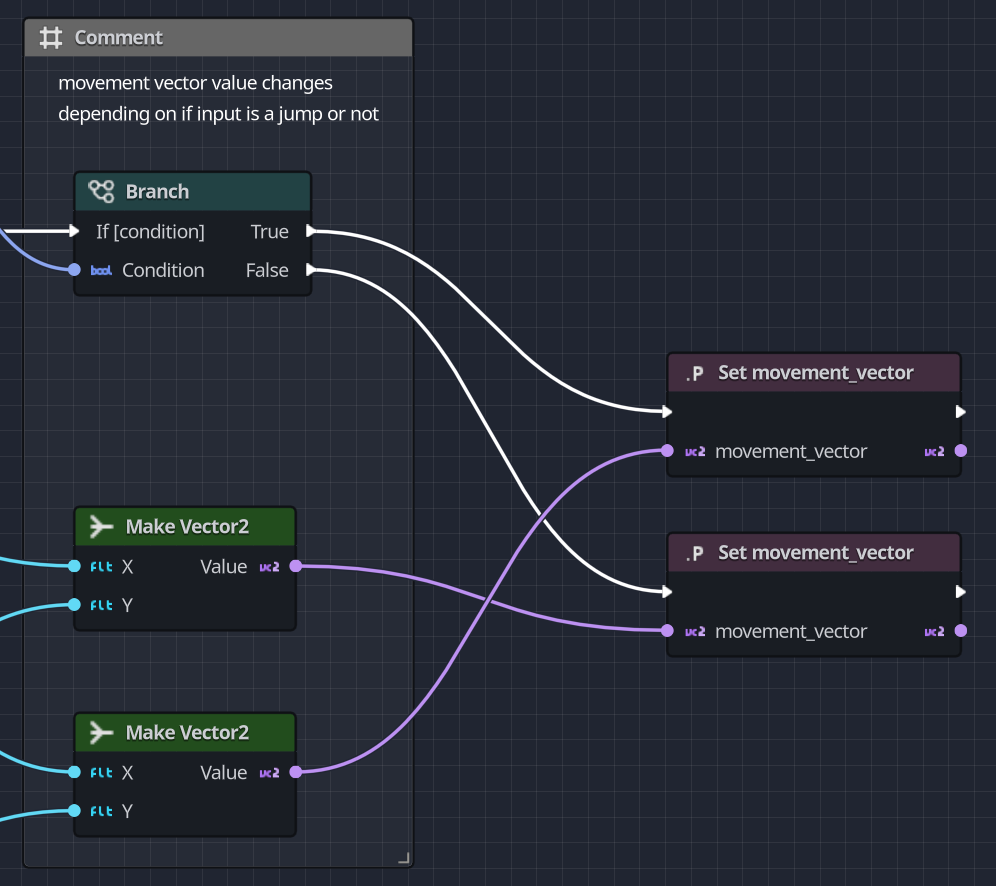 Comment
movement vector value changes
depending on if input is a jump or not
Branch
If [condition] True
bool Condition False
.P Set movement_vector
vc2 movement_vector vc2
Make Vector2
flt X Value vc2
flt Y
.P Set movement_vector
vc2 movement_vector vc2
Make Vector2
flt X Value vc2
flt Y